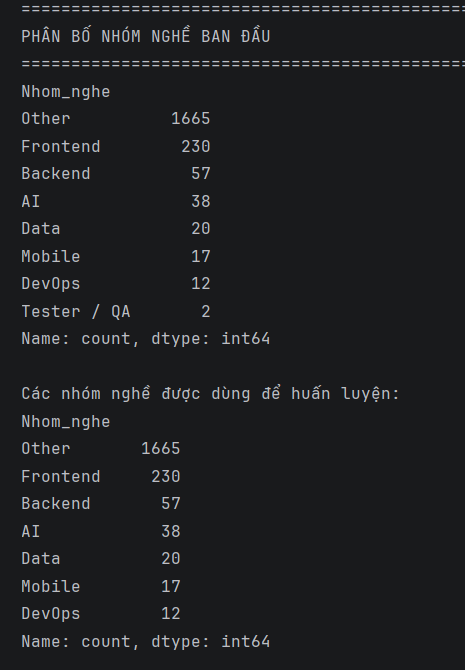 ==============================================
PHÂN BỐ NHÓM NGHỀ BAN ĐẦU
==============================================
Nhom_nghe
Other          1665
Frontend        230
Backend          57
AI               38
Data             20
Mobile           17
DevOps           12
Tester / QA       2
Name: count, dtype: int64

Các nhóm nghề được dùng để huấn luyện:
Nhom_nghe
Other       1665
Frontend     230
Backend       57
AI            38
Data          20
Mobile        17
DevOps        12
Name: count, dtype: int64